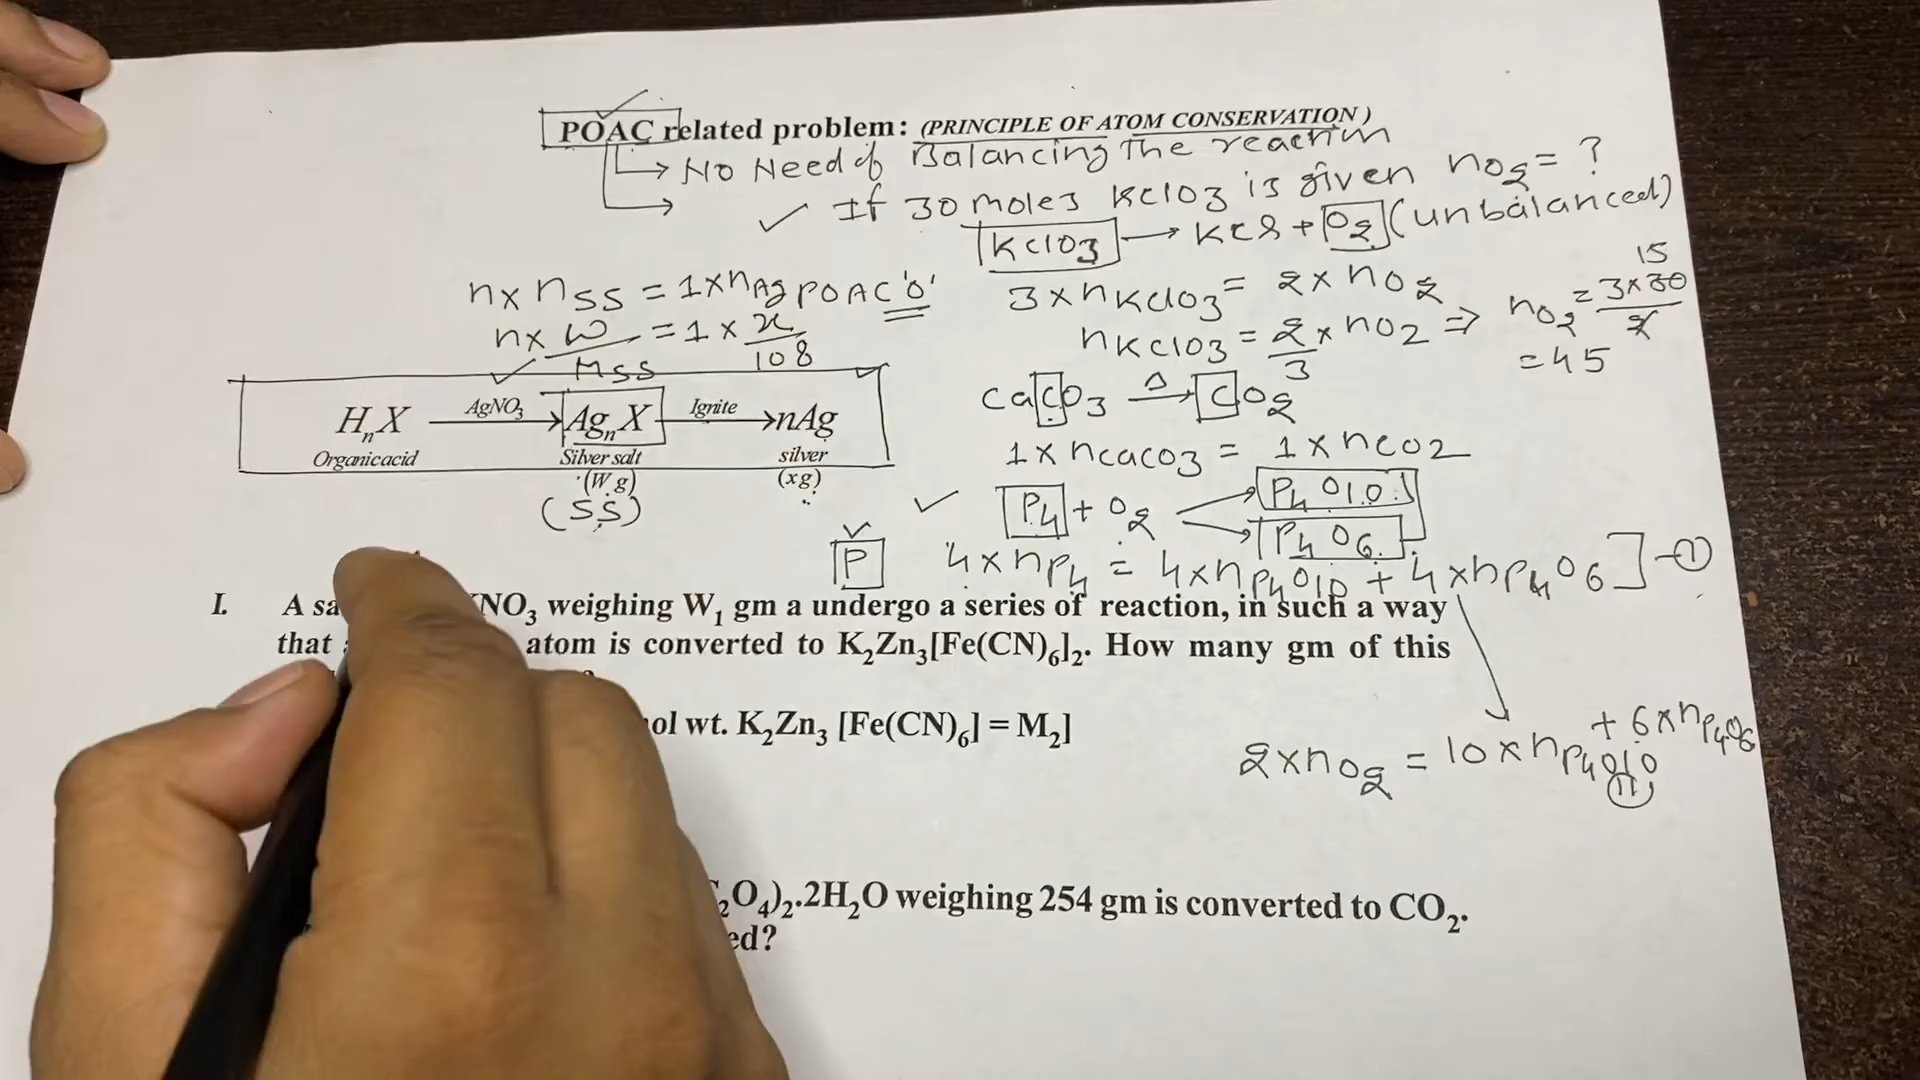 POAC related problem: (PRINCIPLE OF ATOM CONSERVATION)
→ No Need of Balancing The reactn
→ ✓ If 30 moles KClO3 is given nO2 = ?
KClO3 → KCl + O2 (unbalanced)
n x nSS = 1 x nAg POAC 'O'
3 x nKClO3 = 2 x nO2
nKClO3 = 2/3 x nO2 ⇒ nO2 = 3x30/2
15
= 45
n x W/MSS = 1 x x/108
HnX AgNO3 → AgnX Ignite → nAg
Organic acid Silver salt silver
(W g) (x g)
(SS)
CaCO3 Δ → CO2
1 x nCaCO3 = 1 x nCO2
P4 + O2 → P4O10
→ P4O6
P 4 x nP4 = 4 x nP4O10 + 4 x nP4O6] - ①
I. A sa NO3 weighing W1 gm a undergo a series of reaction, in such a way
that atom is converted to K2Zn3[Fe(CN)6]2. How many gm of this
ol wt. K2Zn3 [Fe(CN)6] = M2]
2 x nO2 = 10 x nP4O10 + 6 x nP4O6
II
2O4)2.2H2O weighing 254 gm is converted to CO2.
ed?